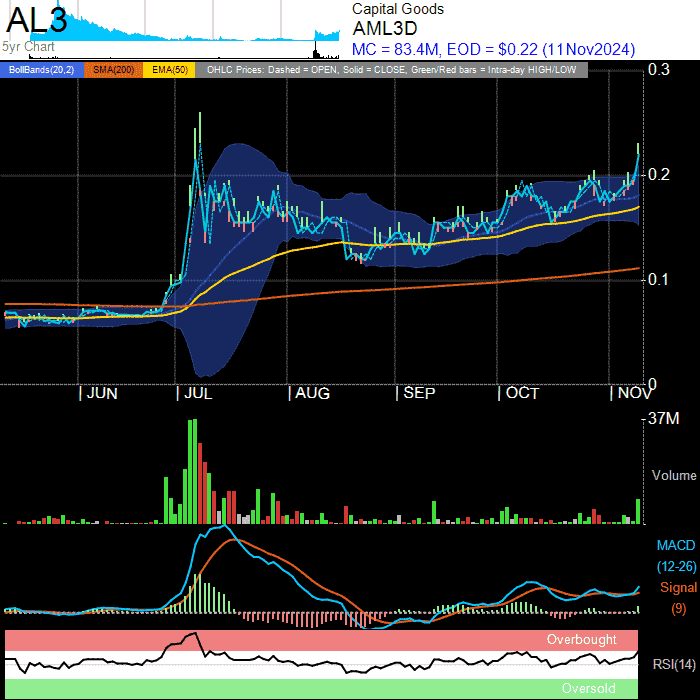 AL3
5yr Chart
Capital Goods
AML3D
MC = 83.4M, EOD = $0.22 (11Nov2024)
BollBands(20,2) SMA(200) EMA(50) OHLC Prices: Dashed = OPEN, Solid = CLOSE, Green/Red bars = Intra-day HIGH/LOW
0.3
0.2
0.1
0
| JUN | JUL | AUG | SEP | OCT | NOV
37M
Volume
MACD
(12-26)
Signal
(9)
Overbought
RSI(14)
Oversold